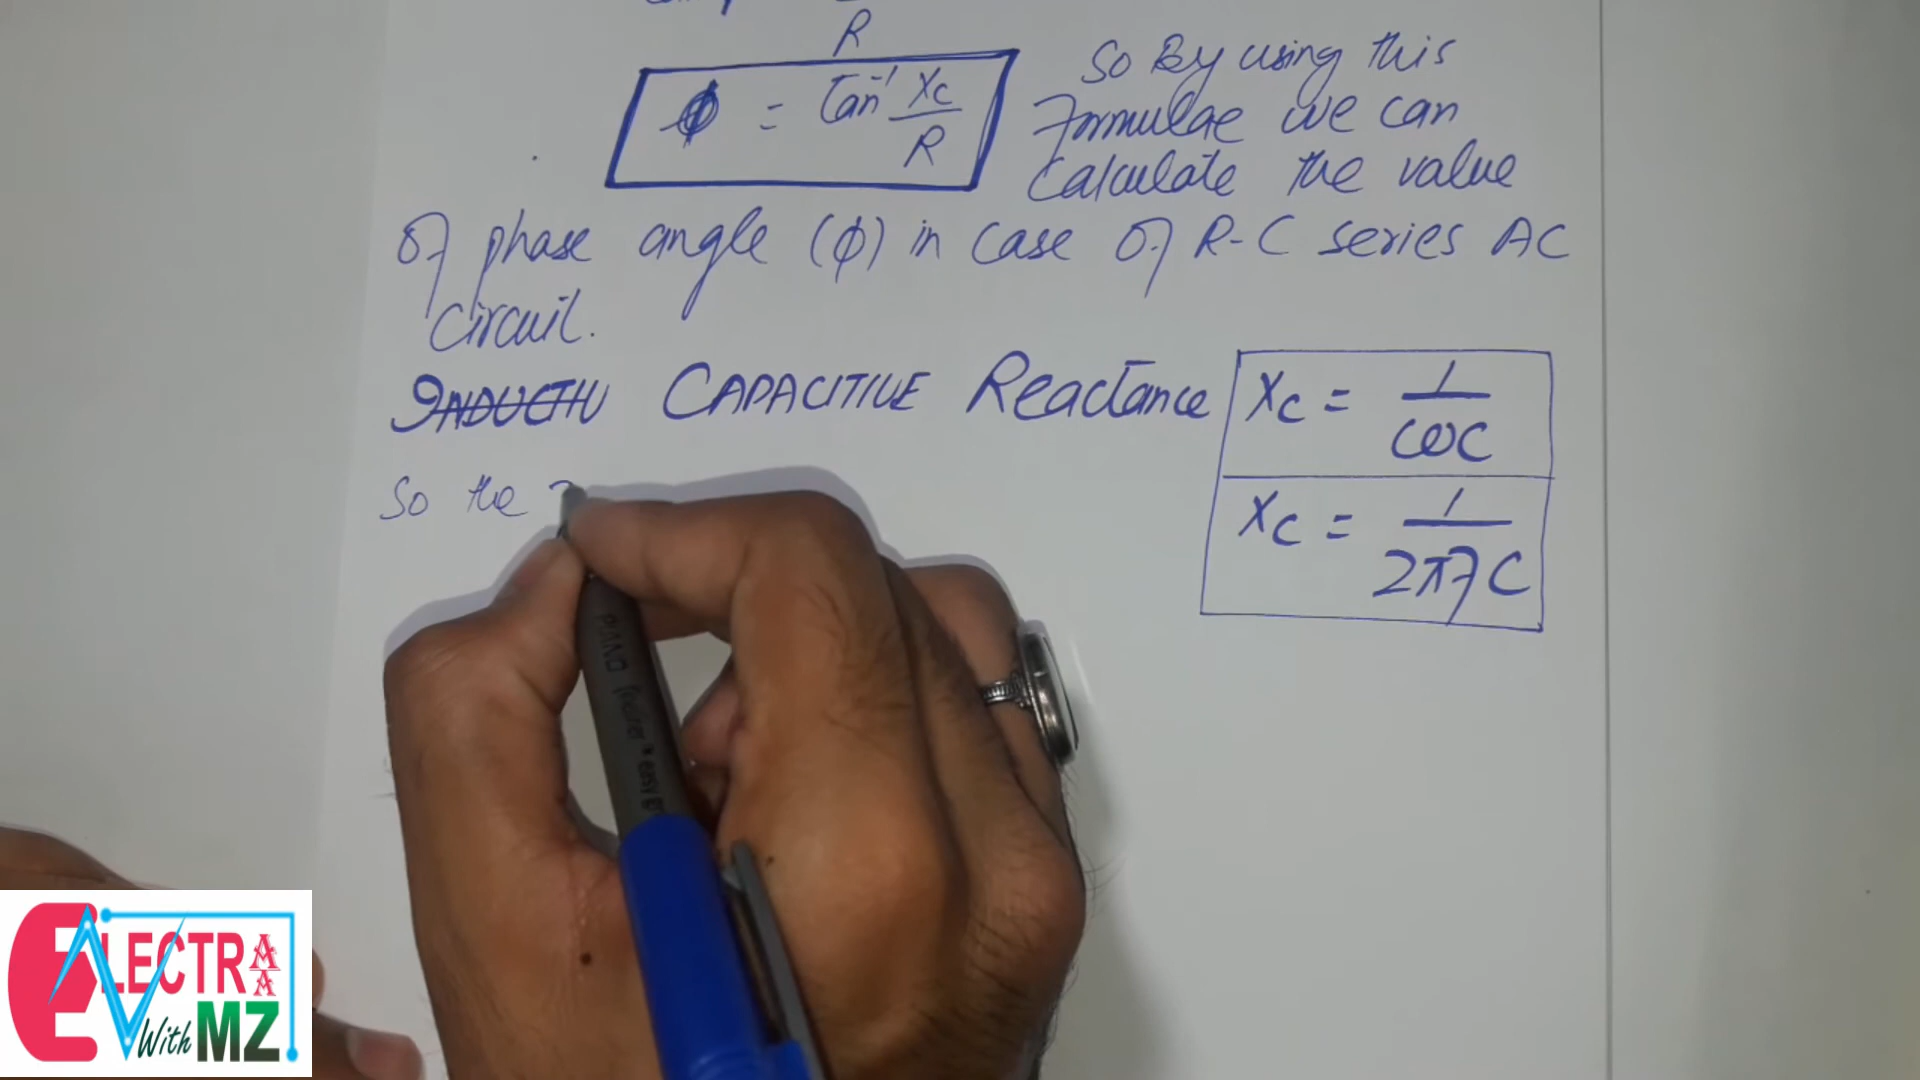 R
ϕ = Tan⁻¹ Xc/R
So By using this
Formulae we can
Calculate the value
of phase angle (ϕ) in case of R-C series AC
Circuit.
INDUCTIV CAPACITIVE Reactance
Xc = 1/ωC
Xc = 1/2πfC
So the
PIANO
ELECTRA
With MZ